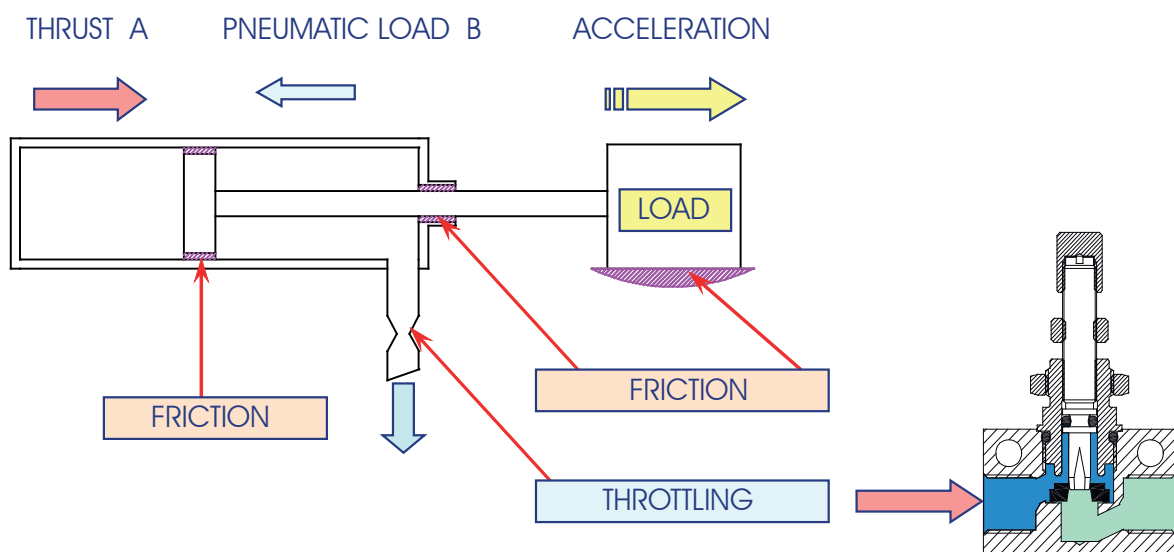 THRUST A
PNEUMATIC LOAD B
ACCELERATION
LOAD
FRICTION
FRICTION
THROTTLING